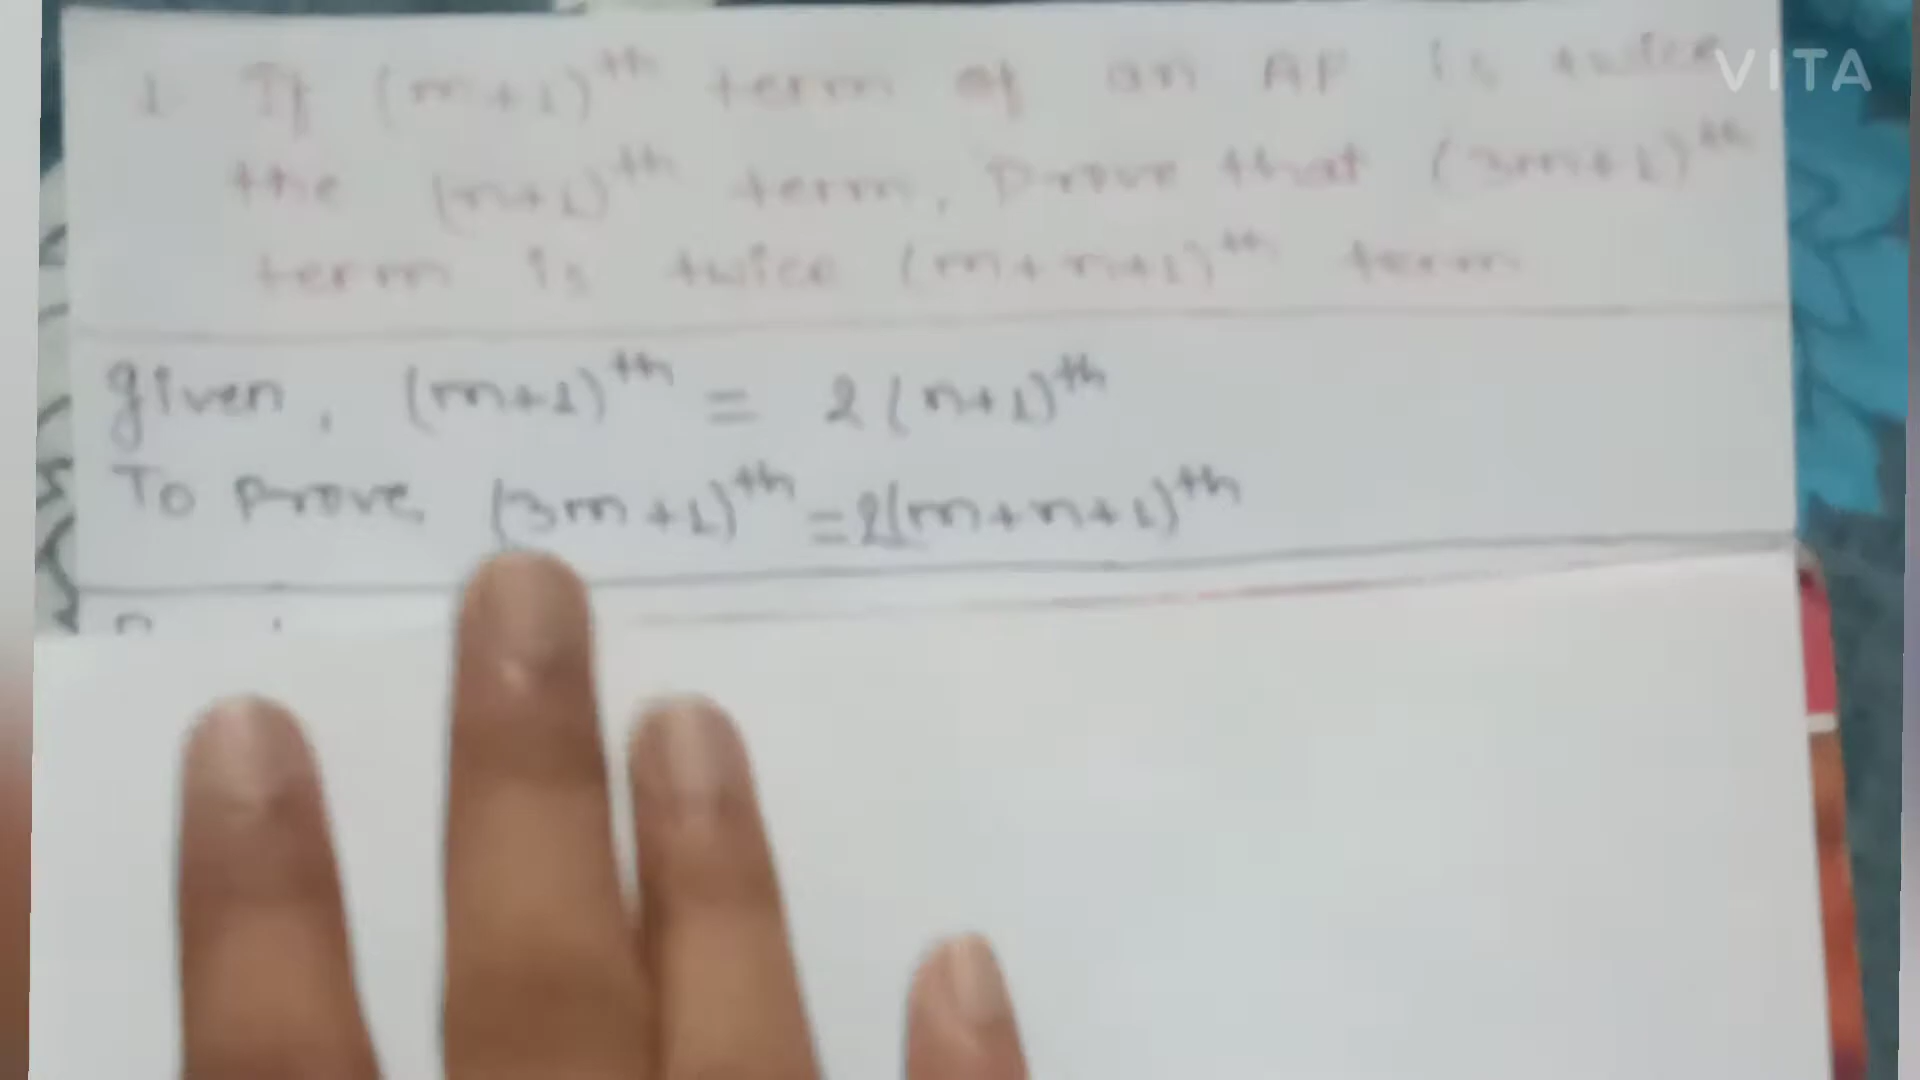 VITA
1 If (m+1)th term of an AP is twice
the (n+1)th term, Prove that (3m+1)th
term is twice (m+n+1)th term
given, (m+1)th = 2(n+1)th
To Prove (3m+1)th =2(m+n+1)th